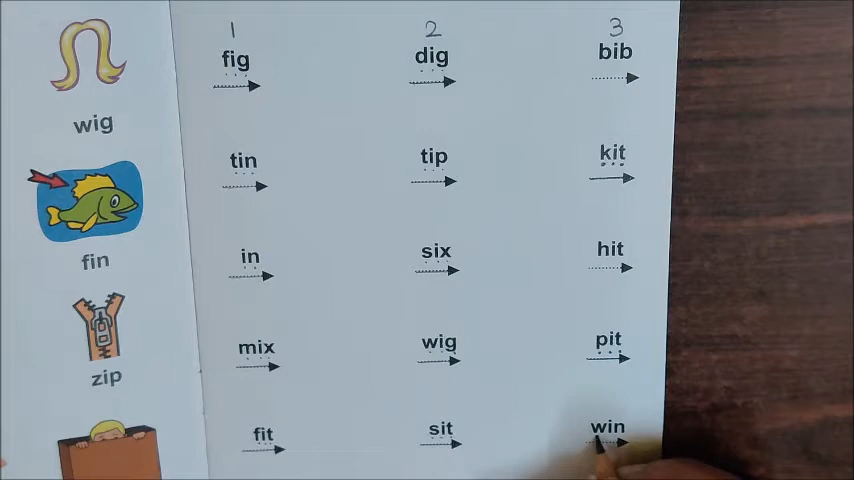 wig
fin
zip
1 2 3
fig dig bib
tin tip kit
in six hit
mix wig pit
fit sit win